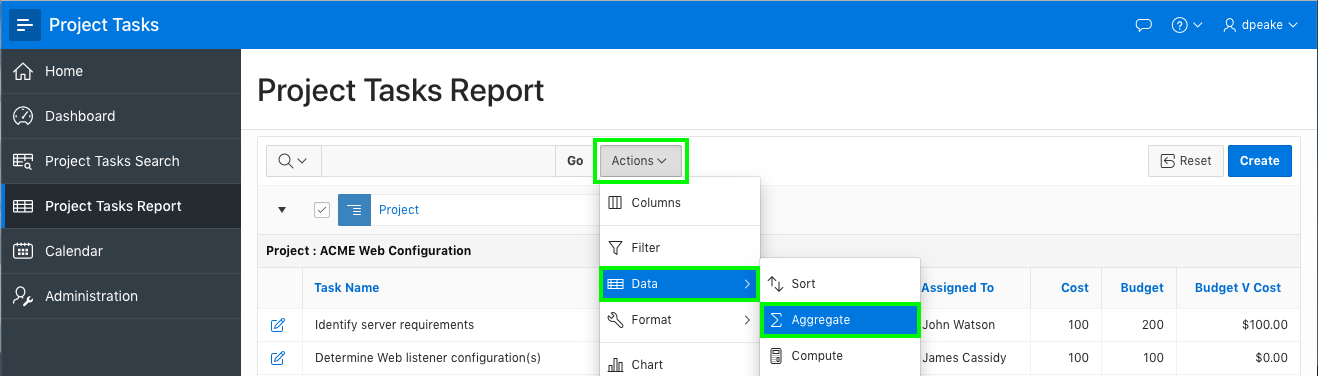 Project Tasks
dpeake
Home
Dashboard
Project Tasks Search
Project Tasks Report
Calendar
Administration
Project Tasks Report
Go
Actions
Reset
Create
Columns
Project
Filter
Project : ACME Web Configuration
Data
Sort
Task Name
Assigned To
Cost
Budget
Budget V Cost
Format
Aggregate
Identify server requirements
John Watson
100
200
$100.00
Chart
Compute
Determine Web listener configuration(s)
James Cassidy
100
100
$0.00